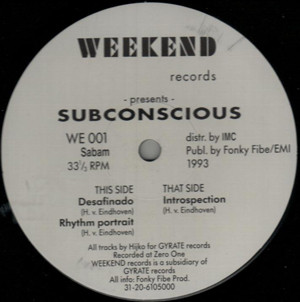 WEEKEND
records
- presents -
SUBCONSCIOUS
WE 001
Sabam
33⅓ RPM
distr. by IMC
Publ. by Fonky Fibe/EMI
1993
THIS SIDE
Desafinado
(H. v. Eindhoven)
Rhythm portrait
(H. v. Eindhoven)
THAT SIDE
Introspection
(H. v. Eindhoven)
All tracks by Hijko for GYRATE records
Recorded at Zero One
WEEKEND records is a subsidiary of
GYRATE records
All info: Fonky Fibe Prod.
31-20-6105000